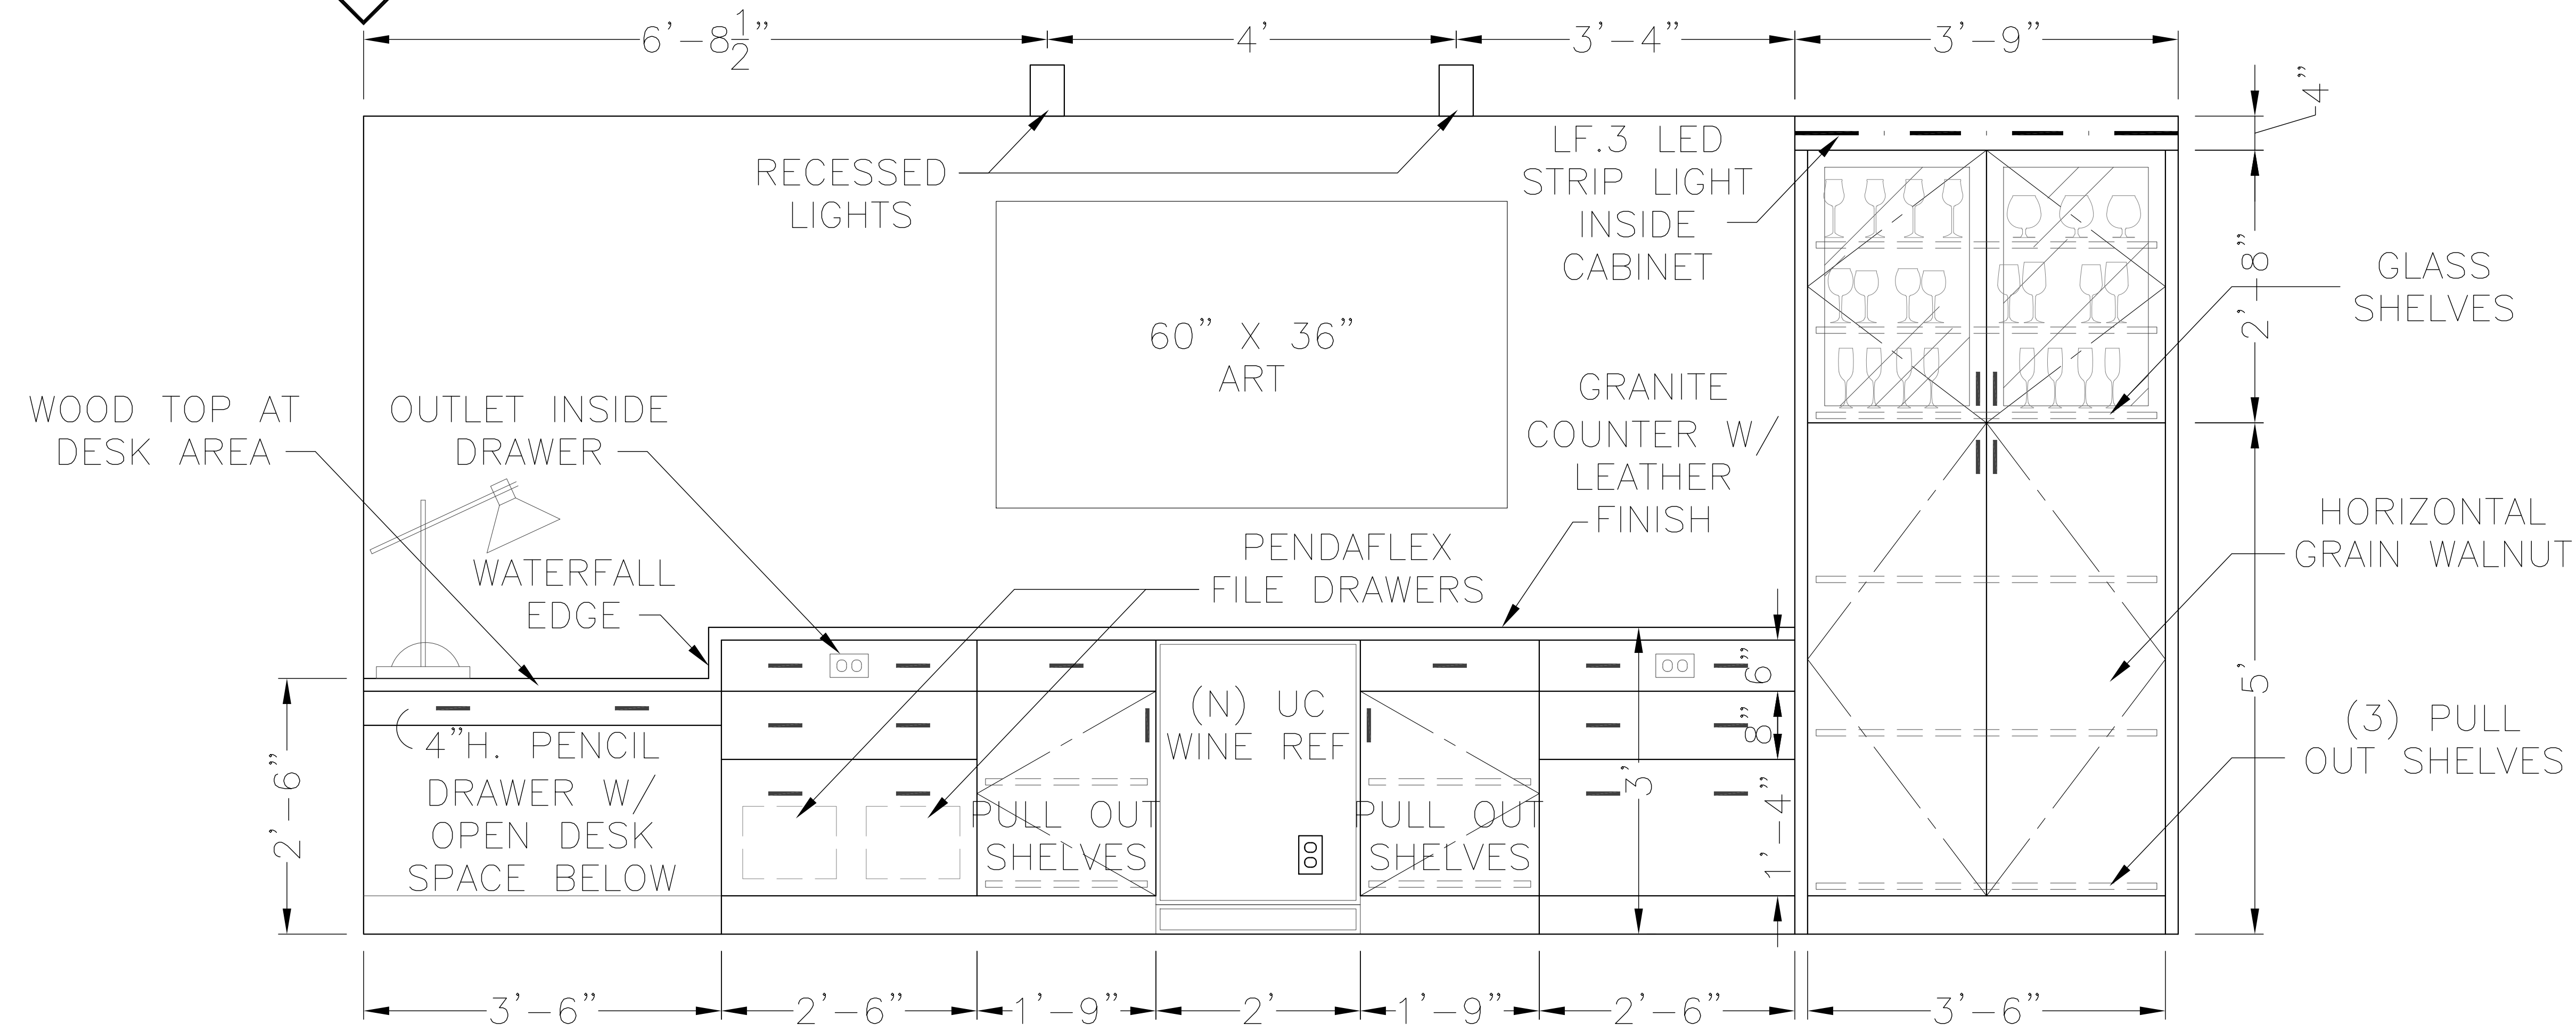 6'-8 1/2"
4'
3'-4"
3'-9"
4"
RECESSED
LIGHTS
LF.3 LED
STRIP LIGHT
INSIDE
CABINET
2'-8"
GLASS
SHELVES
60" X 36"
ART
WOOD TOP AT
DESK AREA
OUTLET INSIDE
DRAWER
GRANITE
COUNTER W/
LEATHER
FINISH
WATERFALL
EDGE
PENDAFLEX
FILE DRAWERS
HORIZONTAL
GRAIN WALNUT
5'
(3) PULL
OUT SHELVES
2'-6"
4"H. PENCIL
DRAWER W/
OPEN DESK
SPACE BELOW
PULL OUT
SHELVES
(N) UC
WINE REF
PULL OUT
SHELVES
3'
6"
8"
1'-4"
3'-6"
2'-6"
1'-9"
2'
1'-9"
2'-6"
3'-6"